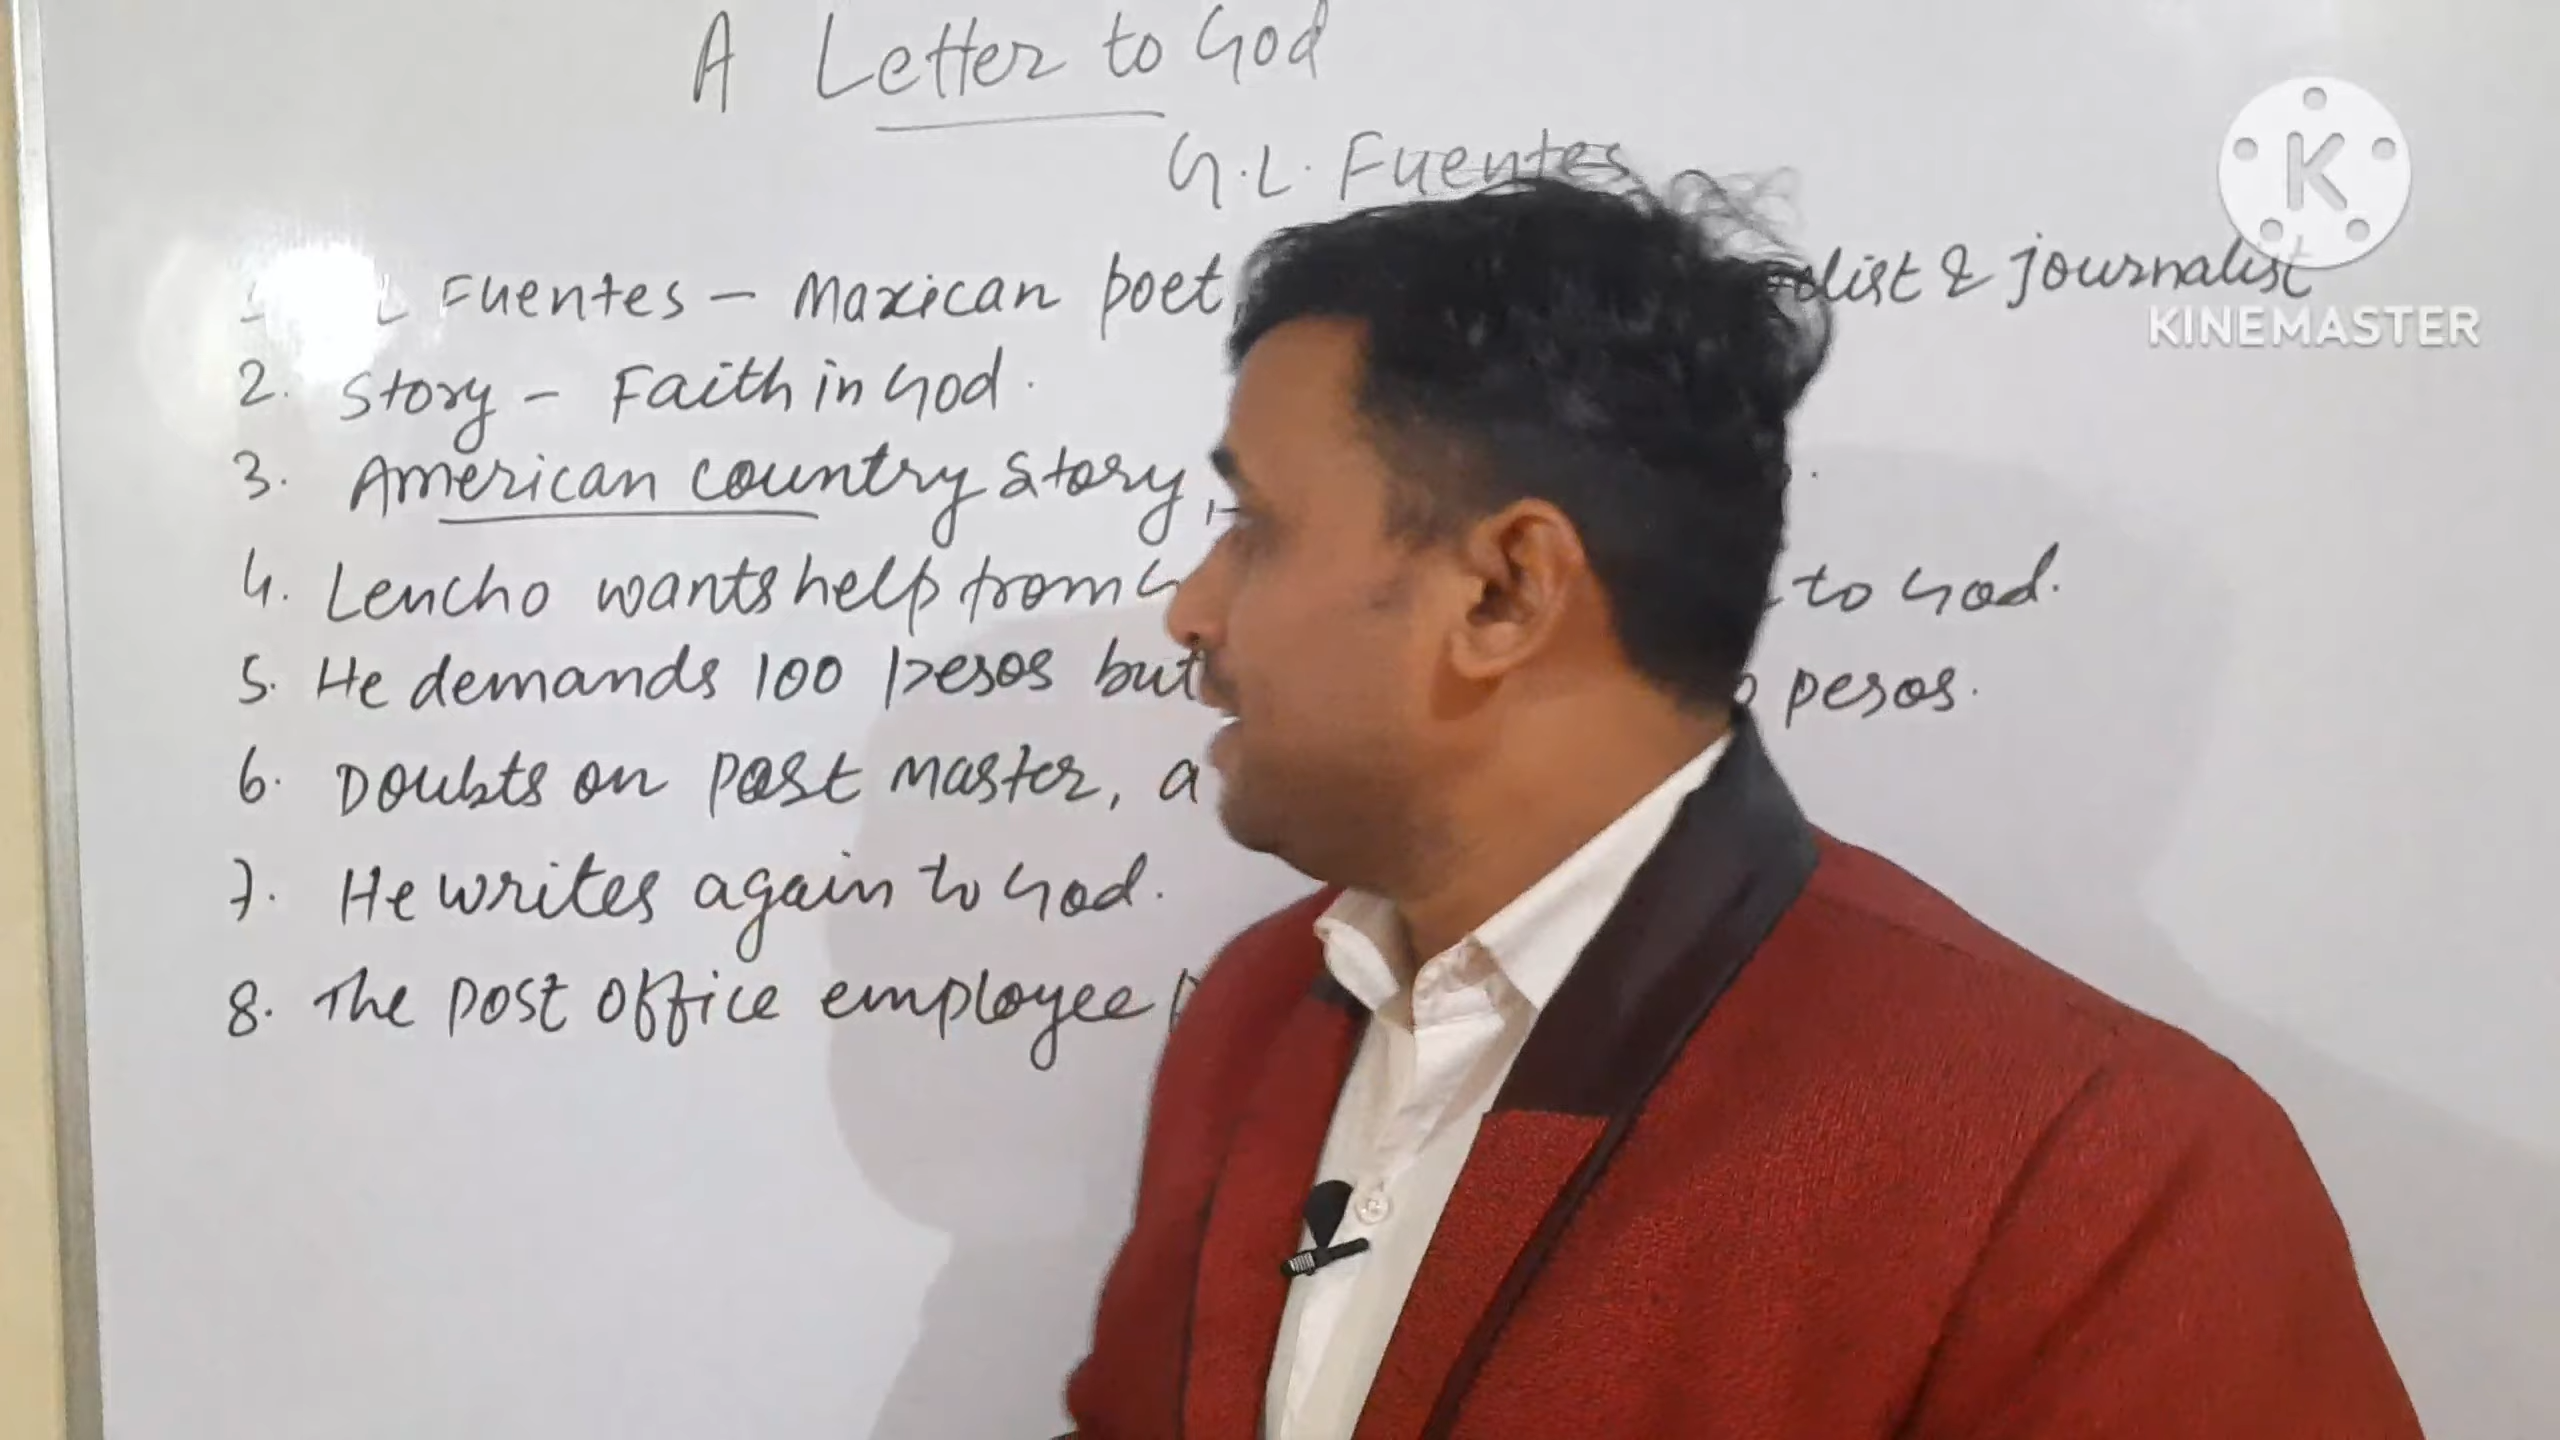 A Letter to God
G.L. Fuentes
K
KINEMASTER
1. Fuentes - Maxican poet, & journalist
2. Story - Faith in God.
3. American country story,
4. Lencho wants help from to God.
5. He demands 100 pesos but pesos.
6. Doubts on post master,
7. He writes again to God.
8. The post office employee